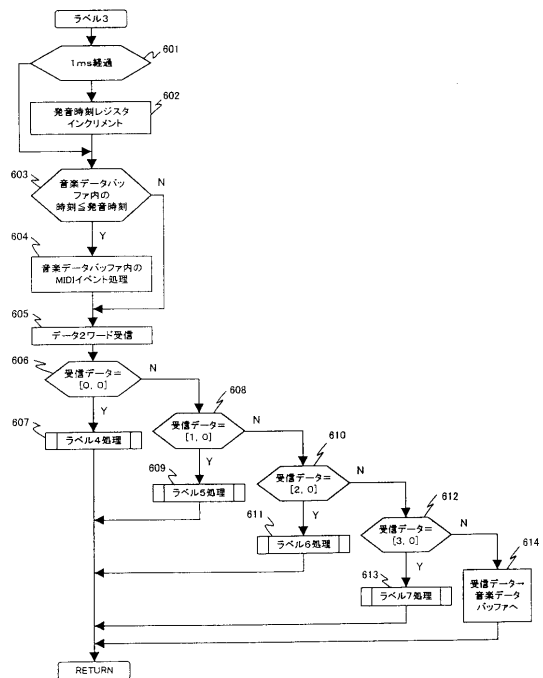 ラベル3
601
1ms経過
602
発音時刻レジスタ
インクリメント
603
音楽データバッ
ファ内の
時刻≦発音時刻
N
Y
604
音楽データバッファ内の
MIDIイベント処理
605
データ2ワード受信
606
受信データ=
[0, 0]
N
Y
607
ラベル4処理
608
受信データ=
[1, 0]
N
Y
609
ラベル5処理
610
受信データ=
[2, 0]
N
Y
611
ラベル6処理
612
受信データ=
[3, 0]
N
Y
613
ラベル7処理
614
受信データ→
音楽データ
バッファへ
RETURN